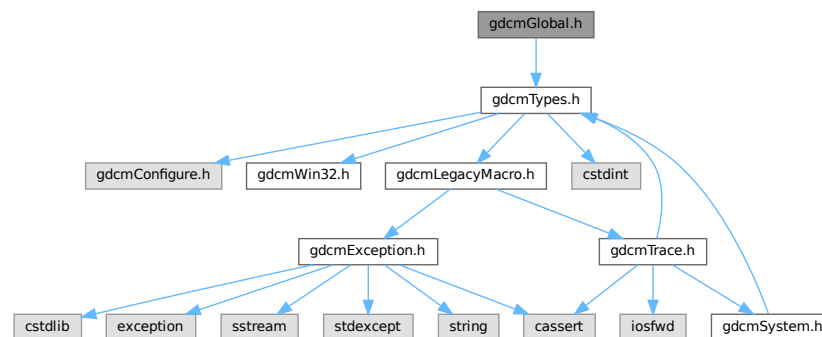 gdcmGlobal.h
gdcmTypes.h
gdcmConfigure.h
gdcmWin32.h
gdcmLegacyMacro.h
cstdint
gdcmException.h
gdcmTrace.h
cstdlib
exception
sstream
stdexcept
string
cassert
iosfwd
gdcmSystem.h